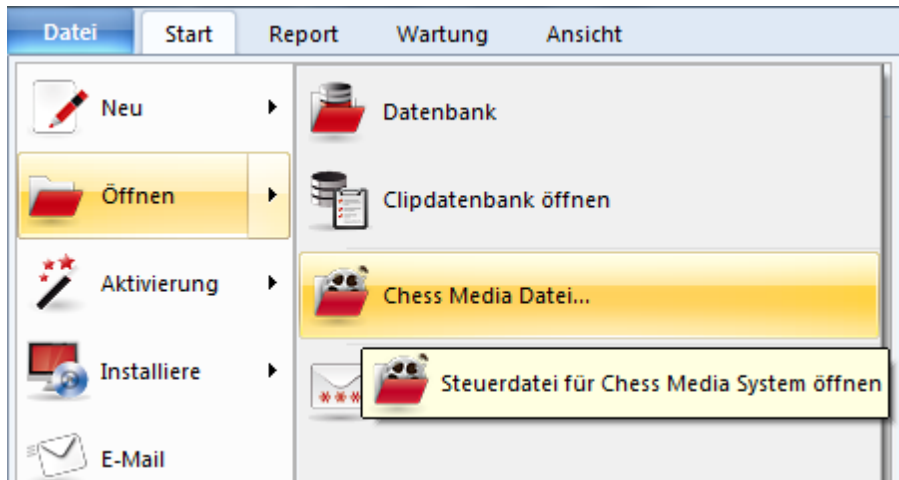 Datei Start Report Wartung Ansicht
Neu
Öffnen
Aktivierung
Installiere
E-Mail
Datenbank
Clipdatenbank öffnen
Chess Media Datei...
Steuerdatei für Chess Media System öffnen